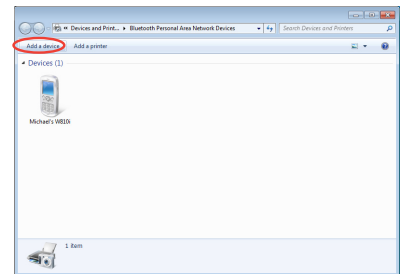 « Devices and Print... ▸ Bluetooth Personal Area Network Devices Search Devices and Printers
Add a device Add a printer
Devices (1)
Michael's W810i
1 item